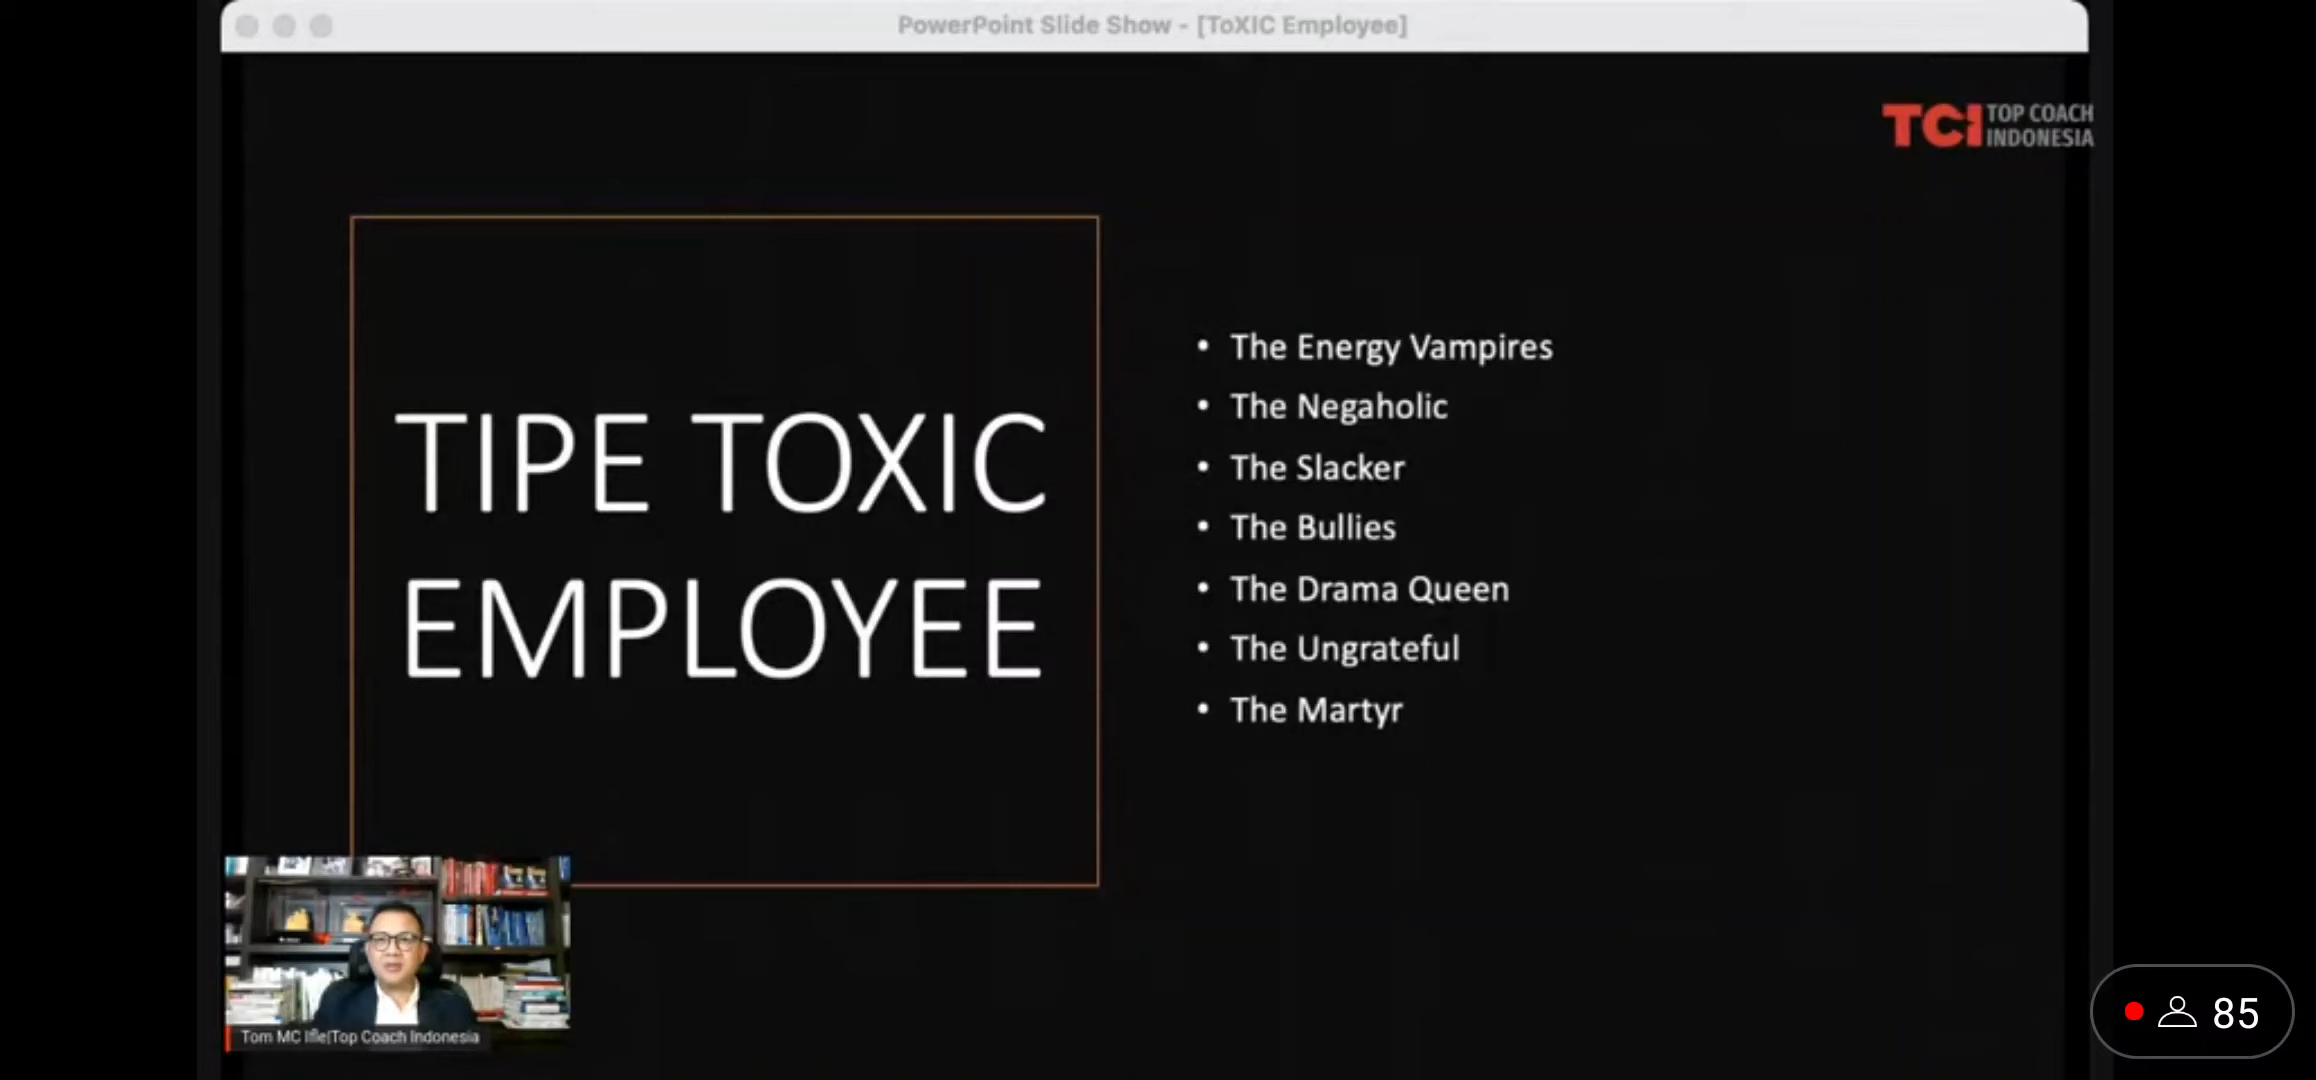 PowerPoint Slide Show - [ToXIC Employee]
TCI TOP COACH
INDONESIA
TIPE TOXIC
EMPLOYEE
• The Energy Vampires
• The Negaholic
• The Slacker
• The Bullies
• The Drama Queen
• The Ungrateful
• The Martyr
Tom MC Ifle|Top Coach Indonesia
85